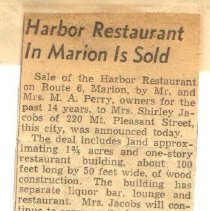 Harbor Restaurant
In Marion Is Sold
Sale of the Harbor Restaurant
on Route 6, Marion, by Mr. and
Mrs. M. A. Perry, owners for the
past 14 years, to Mrs. Shirley Ja-
cobs of 220 Mt. Pleasant Street,
this city, was announced today.
The deal includes land approx-
imating 1¾ acres and one-story
restaurant building, about 100
feet long by 50 feet wide, of wood
construction. The building has
separate liquor bar, lounge and
restaurant. Mrs. Jacobs will con-